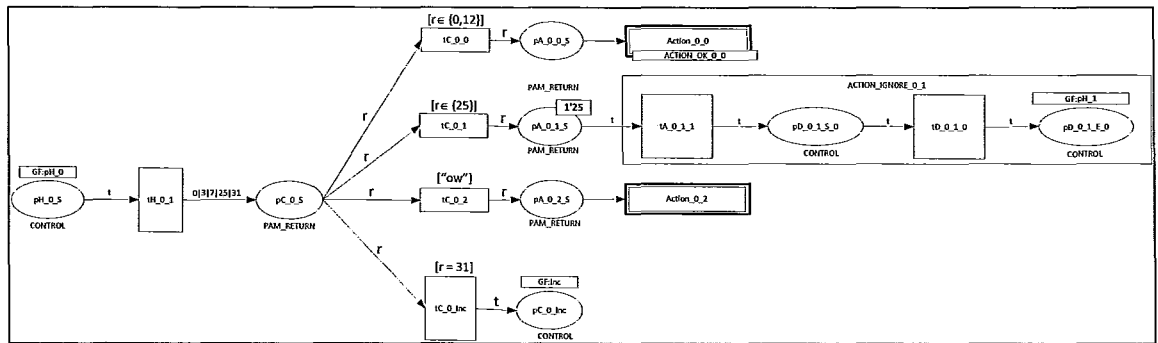 [r∈ {0,12}]
tC_0_0
r
pA_0_0_S
Action_0_0
ACTION_OK_0_0
PAM_RETURN
ACTION_IGNORE_0_1
[r∈ {25}]
tC_0_1
r
pA_0_1_S
1'25
PAM_RETURN
t
tA_0_1_1
t
pD_0_1_S_0
CONTROL
t
tD_0_1_0
t
GF:pH_1
pD_0_1_E_0
CONTROL
r
r
["ow"]
r
tC_0_2
r
pA_0_2_S
PAM_RETURN
Action_0_2
GF:pH_0
pH_0_S
CONTROL
t
tH_0_1
0|3|7|25|31
pC_0_S
PAM_RETURN
r
[r = 31]
tC_0_Inc
t
GF:Inc
pC_0_Inc
CONTROL